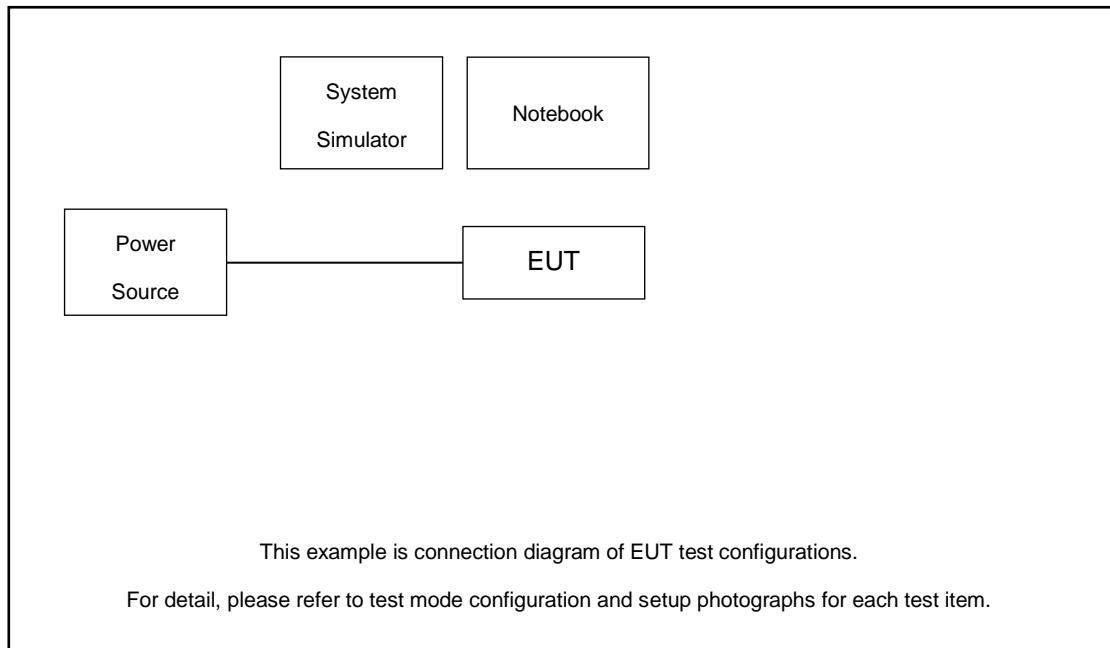 System
Simulator
Notebook
Power
Source
EUT
This example is connection diagram of EUT test configurations.
For detail, please refer to test mode configuration and setup photographs for each test item.